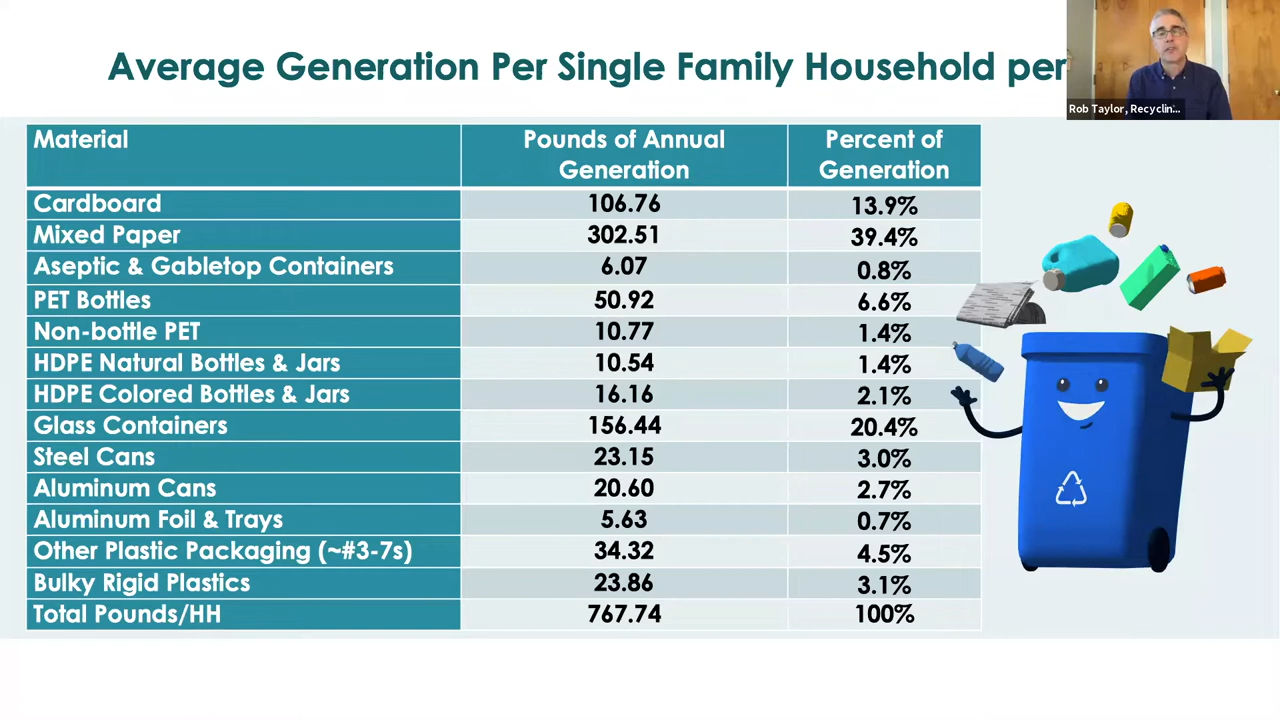 Average Generation Per Single Family Household per
Rob Taylor, Recyclin...
Material Pounds of Annual Generation Percent of Generation
Cardboard 106.76 13.9%
Mixed Paper 302.51 39.4%
Aseptic & Gabletop Containers 6.07 0.8%
PET Bottles 50.92 6.6%
Non-bottle PET 10.77 1.4%
HDPE Natural Bottles & Jars 10.54 1.4%
HDPE Colored Bottles & Jars 16.16 2.1%
Glass Containers 156.44 20.4%
Steel Cans 23.15 3.0%
Aluminum Cans 20.60 2.7%
Aluminum Foil & Trays 5.63 0.7%
Other Plastic Packaging (~#3-7s) 34.32 4.5%
Bulky Rigid Plastics 23.86 3.1%
Total Pounds/HH 767.74 100%